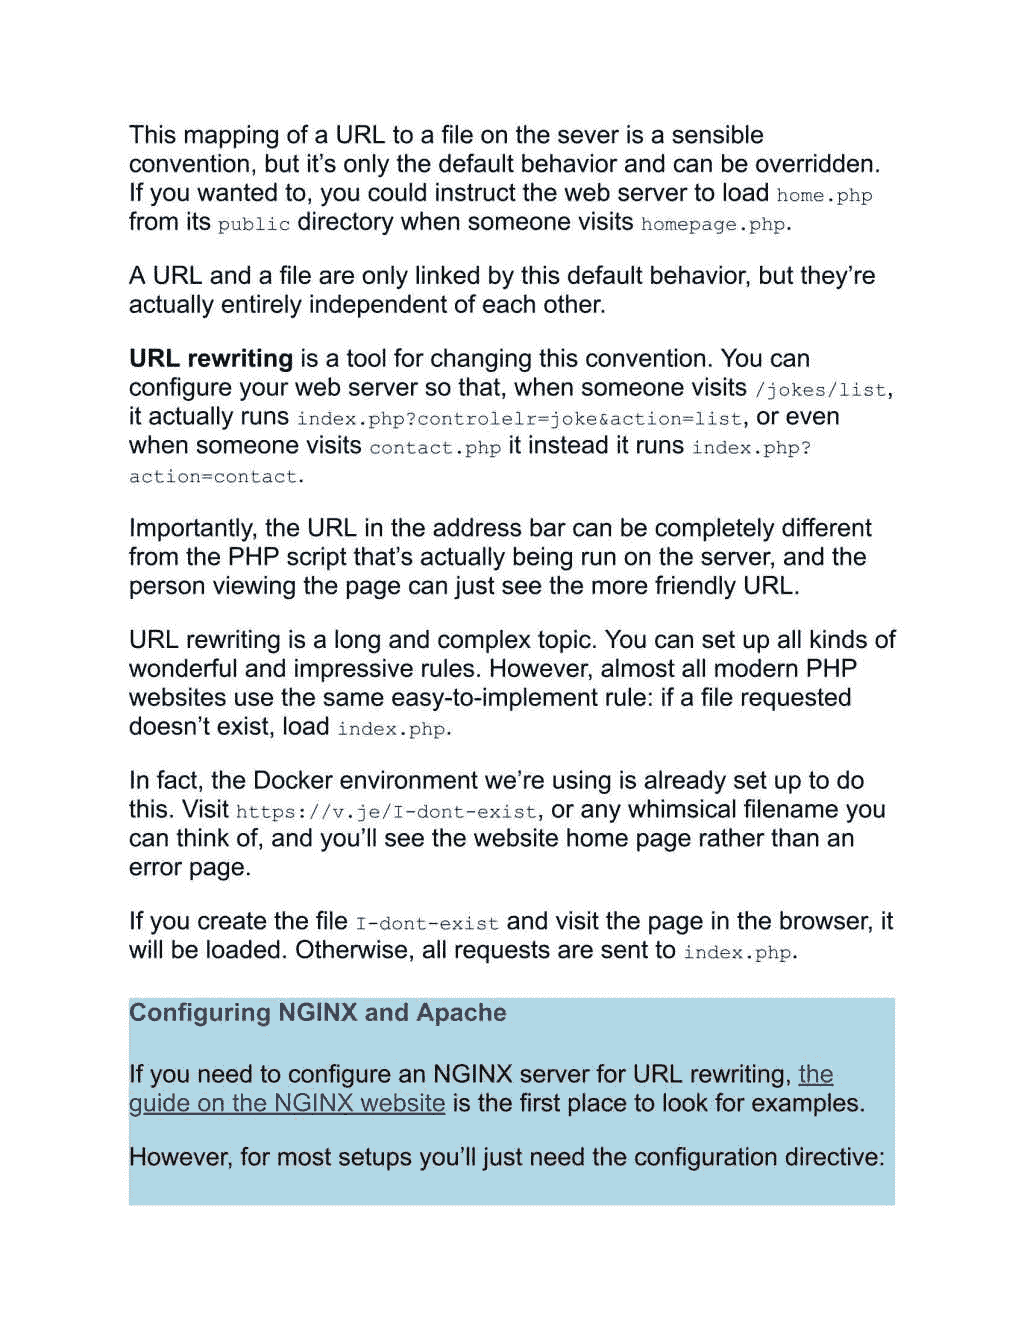 This mapping of a URL to a file on the sever is a sensible
convention, but it’s only the default behavior and can be overridden.
If you wanted to, you could instruct the web server to load home.php
from its public directory when someone visits homepage.php.
A URL and a file are only linked by this default behavior, but they’re
actually entirely independent of each other.
URL rewriting is a tool for changing this convention. You can
configure your web server so that, when someone visits /jokes/list,
it actually runs index.php?controlelr=joke&action=list, or even
when someone visits contact.php it instead it runs index.php?
action=contact.
Importantly, the URL in the address bar can be completely different
from the PHP script that’s actually being run on the server, and the
person viewing the page can just see the more friendly URL.
URL rewriting is a long and complex topic. You can set up all kinds of
wonderful and impressive rules. However, almost all modern PHP
websites use the same easy-to-implement rule: if a file requested
doesn’t exist, load index.php.
In fact, the Docker environment we’re using is already set up to do
this. Visit https://v.je/I-dont-exist, or any whimsical filename you
can think of, and you’ll see the website home page rather than an
error page.
If you create the file I-dont-exist and visit the page in the browser, it
will be loaded. Otherwise, all requests are sent to index.php.
Configuring NGINX and Apache
If you need to configure an NGINX server for URL rewriting, the
guide on the NGINX website is the first place to look for examples.
However, for most setups you’ll just need the configuration directive: